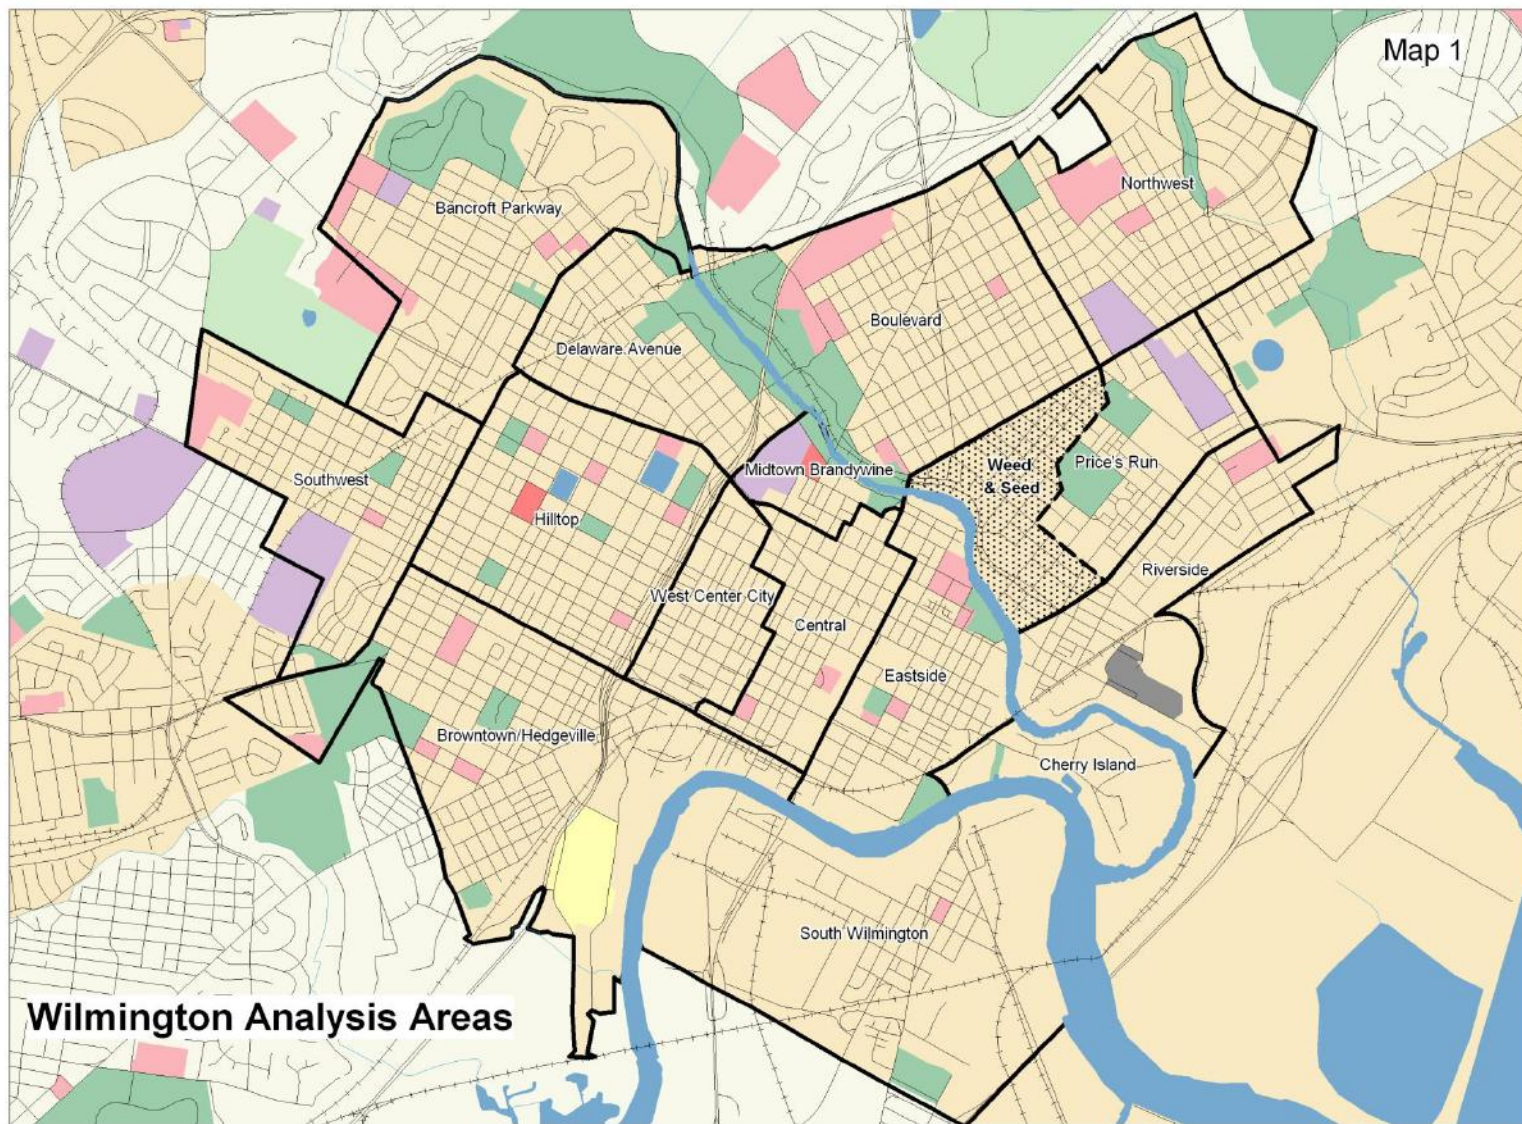 Map 1
Northwest
Bancroft Parkway
Boulevard
Delaware Avenue
Midtown Brandywine
Weed
& Seed
Price's Run
Southwest
Hilltop
Riverside
West Center City
Central
Eastside
Browntown/Hedgeville
Cherry Island
South Wilmington
Wilmington Analysis Areas